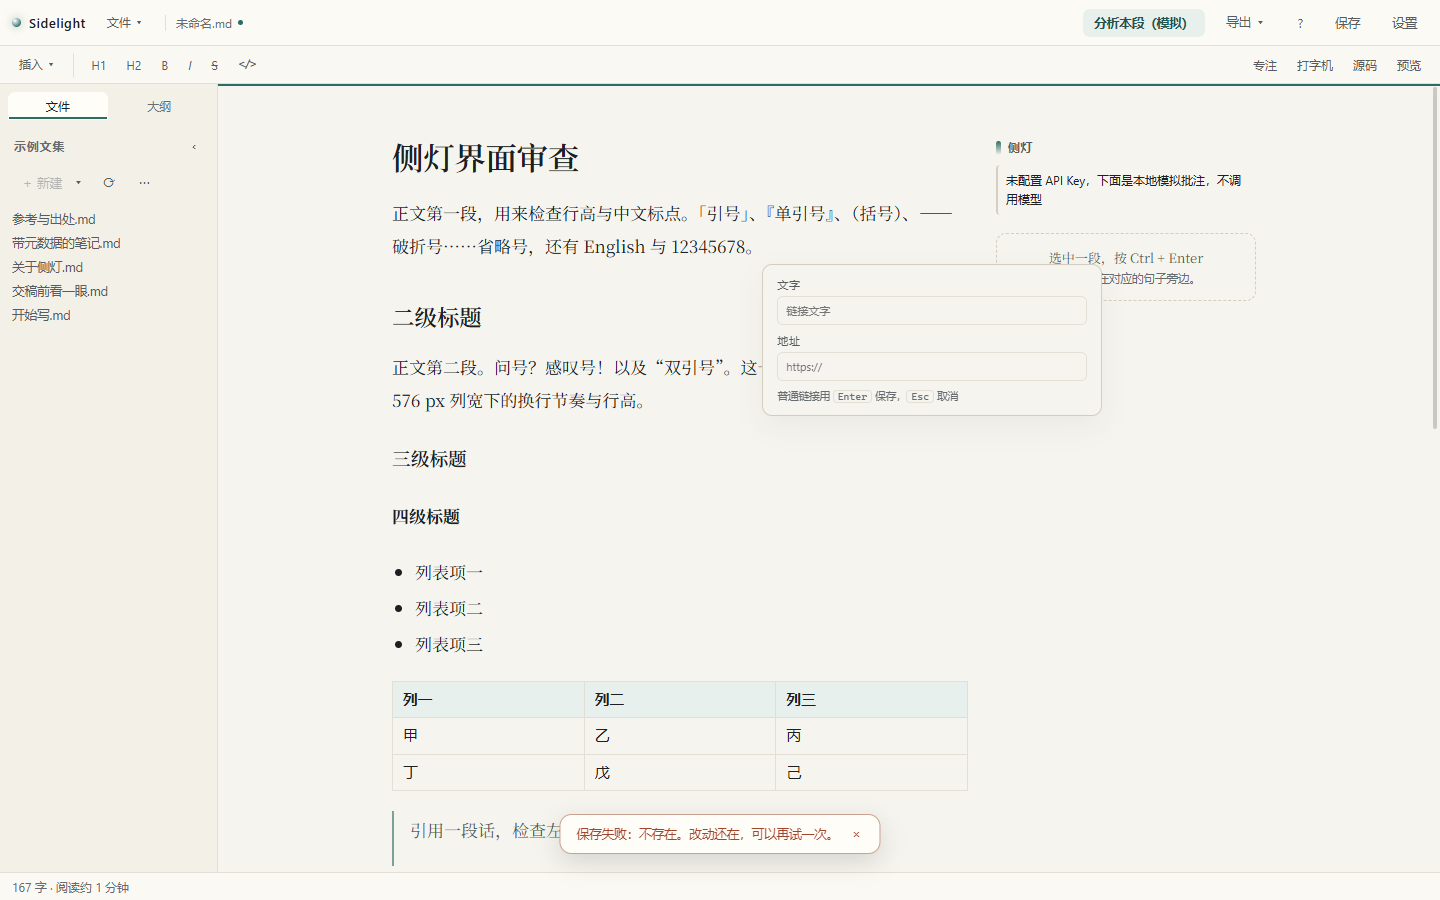 Sidelight 文件 未命名.md 分析本段（模拟） 导出 ? 保存 设置
插入 H1 H2 B I S </> 专注 打字机 源码 预览
文件 大纲
示例文集
+ 新建 ...
参考与出处.md
带元数据的笔记.md
关于侧灯.md
交稿前看一眼.md
开始写.md
侧灯界面审查
正文第一段，用来检查行高与中文标点。「引号」、『单引号』、（括号）、——
破折号……省略号，还有 English 与 12345678。
二级标题
正文第二段。问号？感叹号！以及“双引号”。这
576 px 列宽下的换行节奏与行高。
三级标题
四级标题
• 列表项一
• 列表项二
• 列表项三
列一 列二 列三
甲 乙 丙
丁 戊 己
引用一段话，检查左
侧灯
未配置 API Key，下面是本地模拟批注，不调
用模型
选中一段，按 Ctrl + Enter
在对应的句子旁边。
文字
链接文字
地址
https://
普通链接用 Enter 保存，Esc 取消
保存失败：不存在。改动还在，可以再试一次。 ×
167 字 · 阅读约 1 分钟